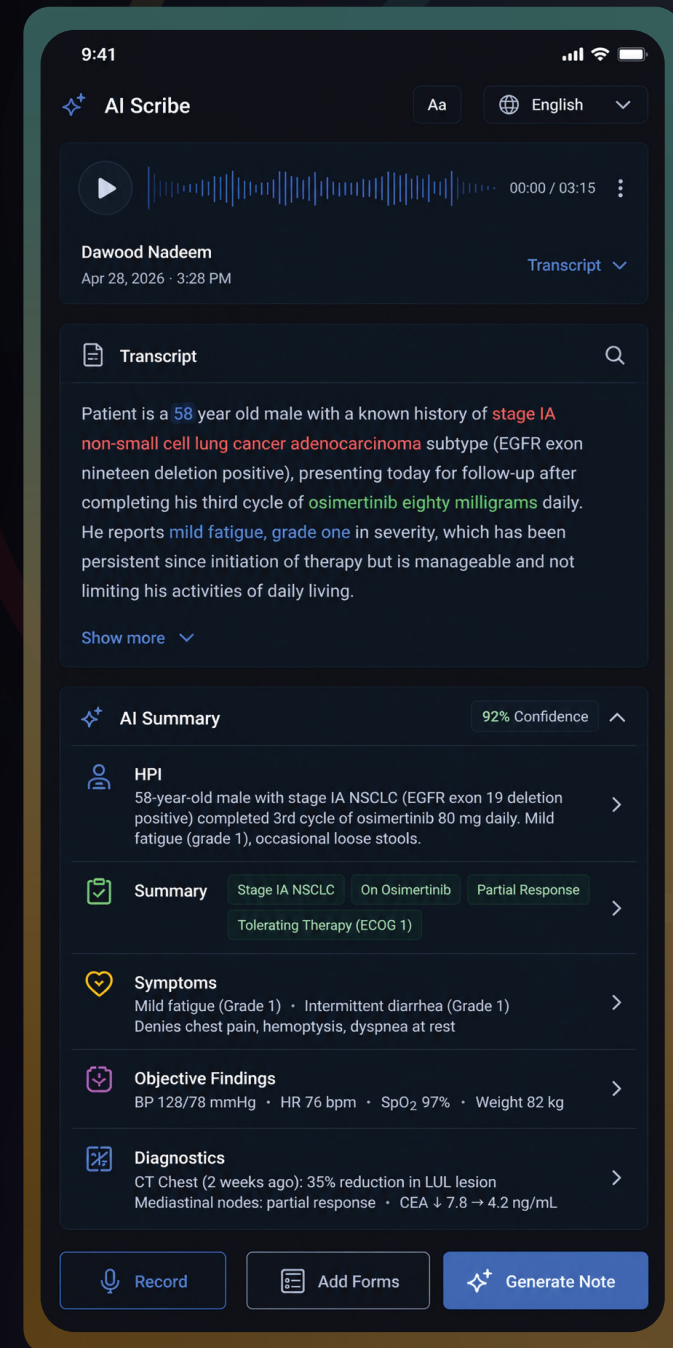 9:41
AI Scribe
Aa
English
00:00 / 03:15
Dawood Nadeem
Apr 28, 2026 · 3:28 PM
Transcript
Transcript
Patient is a 58 year old male with a known history of stage IA
non-small cell lung cancer adenocarcinoma subtype (EGFR exon
nineteen deletion positive), presenting today for follow-up after
completing his third cycle of osimertinib eighty milligrams daily.
He reports mild fatigue, grade one in severity, which has been
persistent since initiation of therapy but is manageable and not
limiting his activities of daily living.
Show more
AI Summary
92% Confidence
HPI
58-year-old male with stage IA NSCLC (EGFR exon 19 deletion
positive) completed 3rd cycle of osimertinib 80 mg daily. Mild
fatigue (grade 1), occasional loose stools.
Summary
Stage IA NSCLC
On Osimertinib
Partial Response
Tolerating Therapy (ECOG 1)
Symptoms
Mild fatigue (Grade 1) • Intermittent diarrhea (Grade 1)
Denies chest pain, hemoptysis, dyspnea at rest
Objective Findings
BP 128/78 mmHg • HR 76 bpm • SpO₂ 97% • Weight 82 kg
Diagnostics
CT Chest (2 weeks ago): 35% reduction in LUL lesion
Mediastinal nodes: partial response • CEA ↓ 7.8 → 4.2 ng/mL
Record
Add Forms
Generate Note